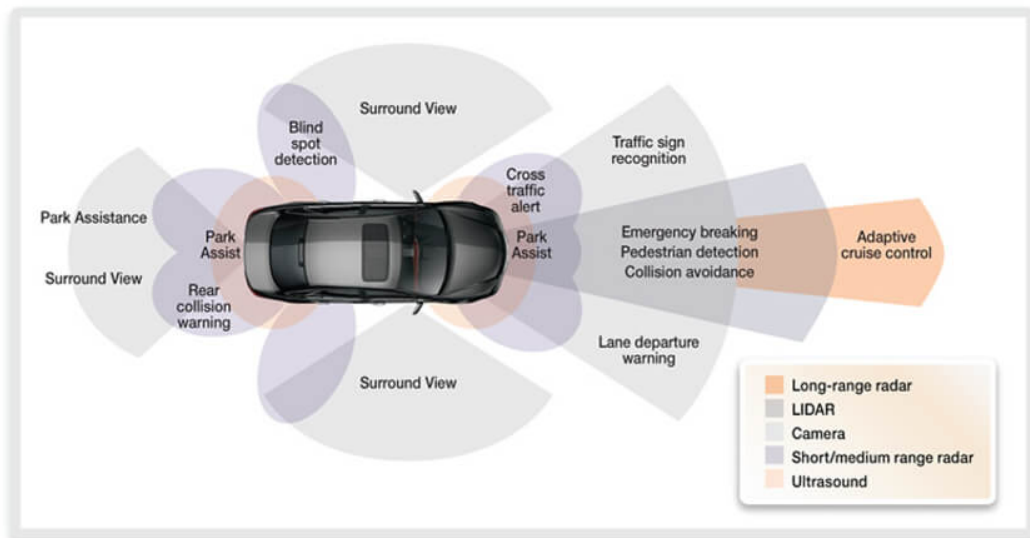 Surround View
Blind
spot
detection
Traffic sign
recognition
Cross
traffic
alert
Park Assistance
Park
Assist
Park
Assist
Emergency breaking
Pedestrian detection
Collision avoidance
Adaptive
cruise control
Surround View
Rear
collision
warning
Lane departure
warning
Surround View
Long-range radar
LIDAR
Camera
Short/medium range radar
Ultrasound